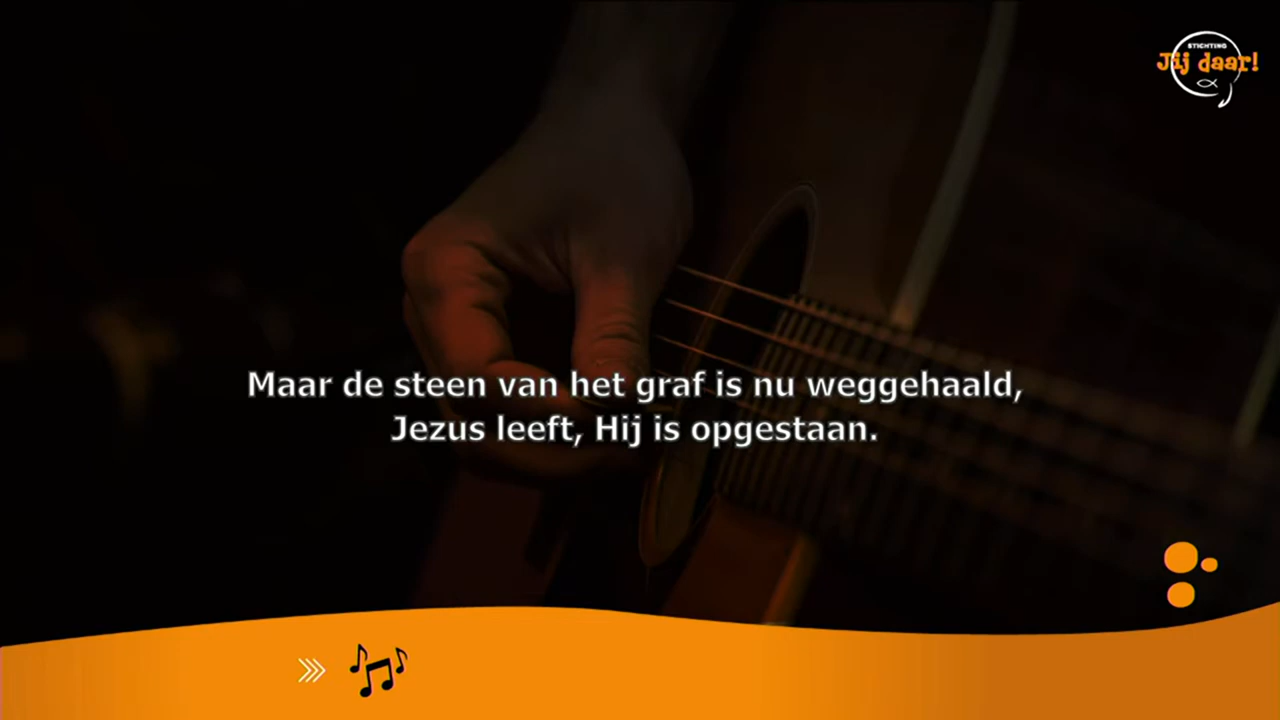 STICHTING
Jij daar!
Maar de steen van het graf is nu weggehaald,
Jezus leeft, Hij is opgestaan.